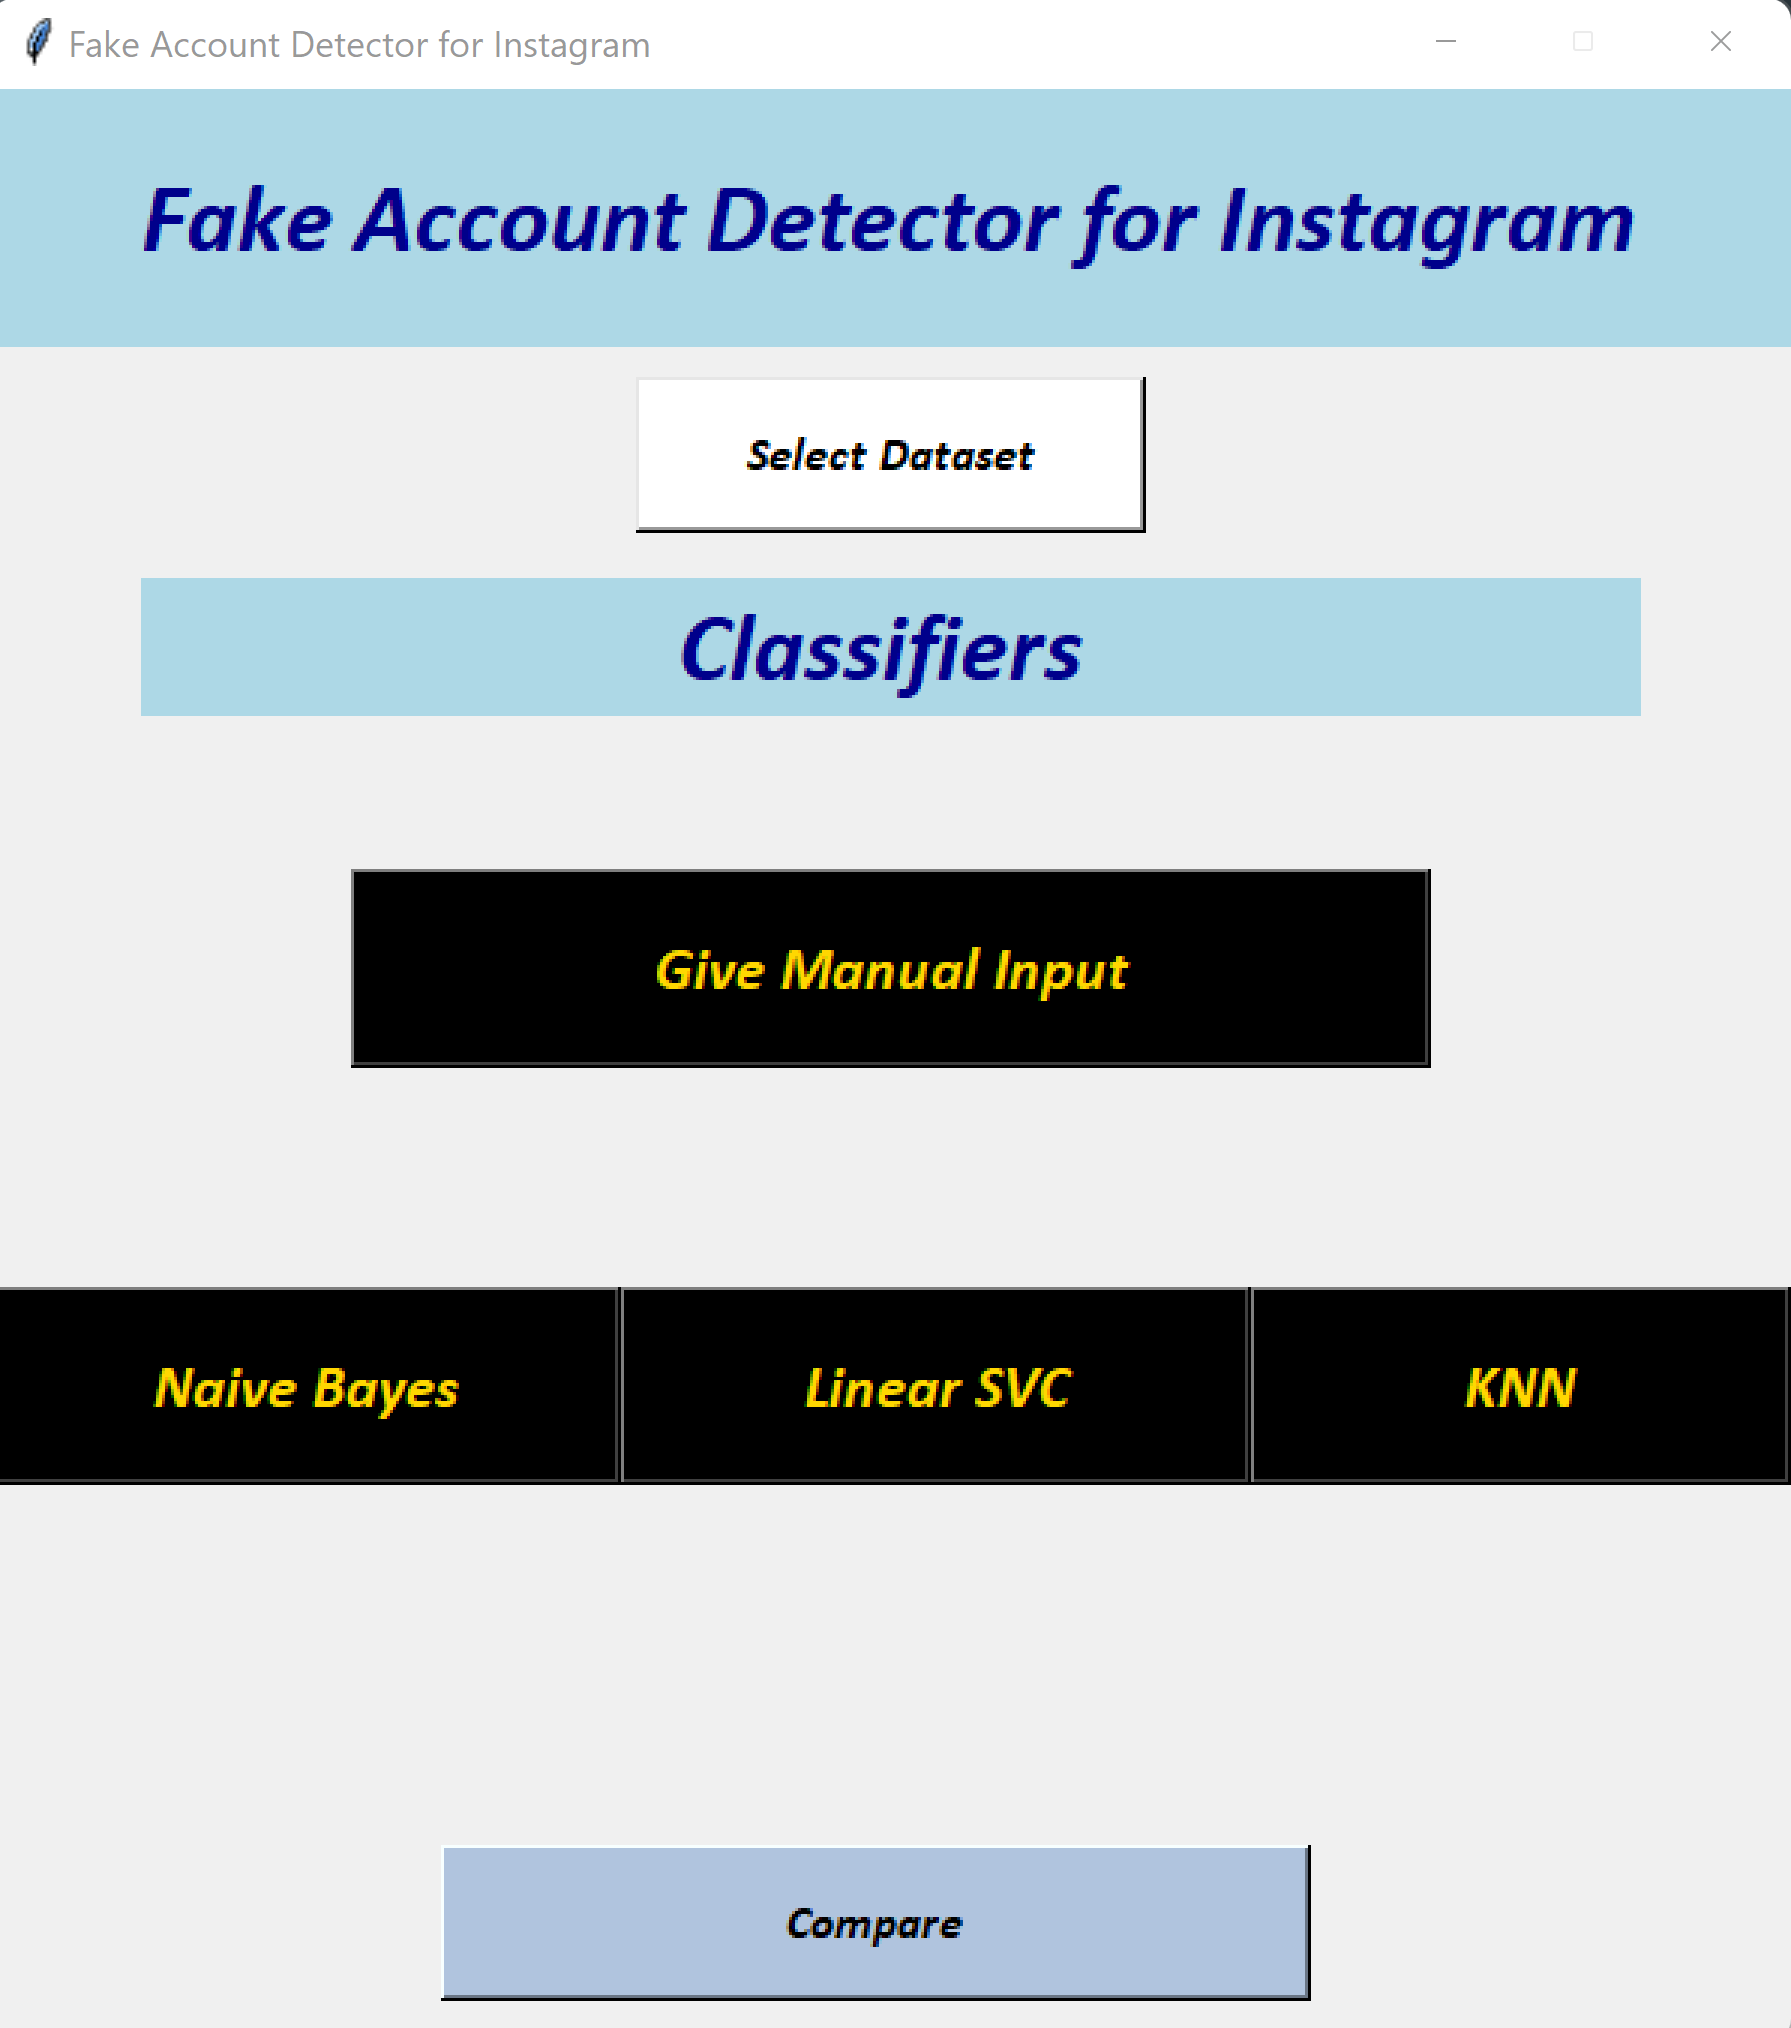 Fake Account Detector for Instagram
Fake Account Detector for Instagram
Select Dataset
Classifiers
Give Manual Input
Naive Bayes
Linear SVC
KNN
Compare